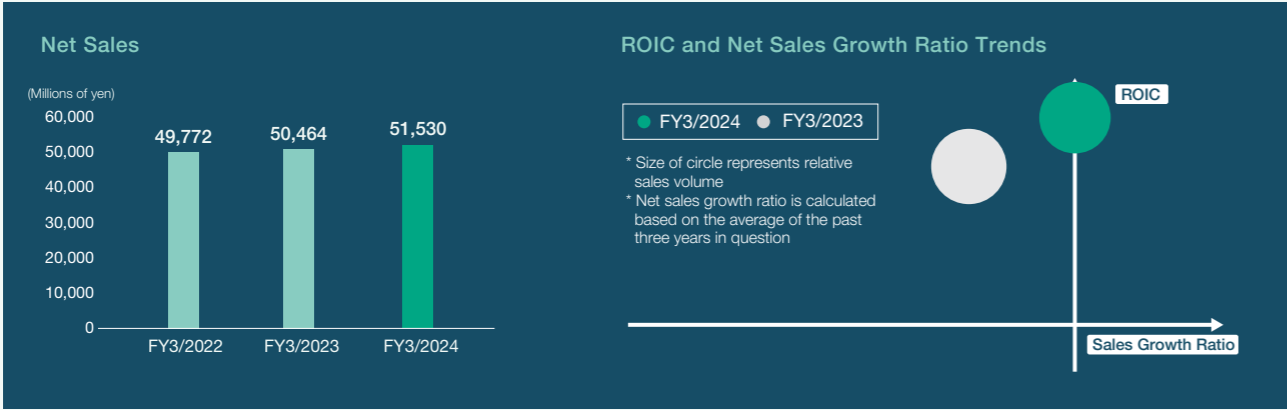 Net Sales
(Millions of yen)
60,000
50,000
40,000
30,000
20,000
10,000
0
49,772
50,464
51,530
FY3/2022
FY3/2023
FY3/2024
ROIC and Net Sales Growth Ratio Trends
FY3/2024
FY3/2023
* Size of circle represents relative
sales volume
* Net sales growth ratio is calculated
based on the average of the past
three years in question
ROIC
Sales Growth Ratio